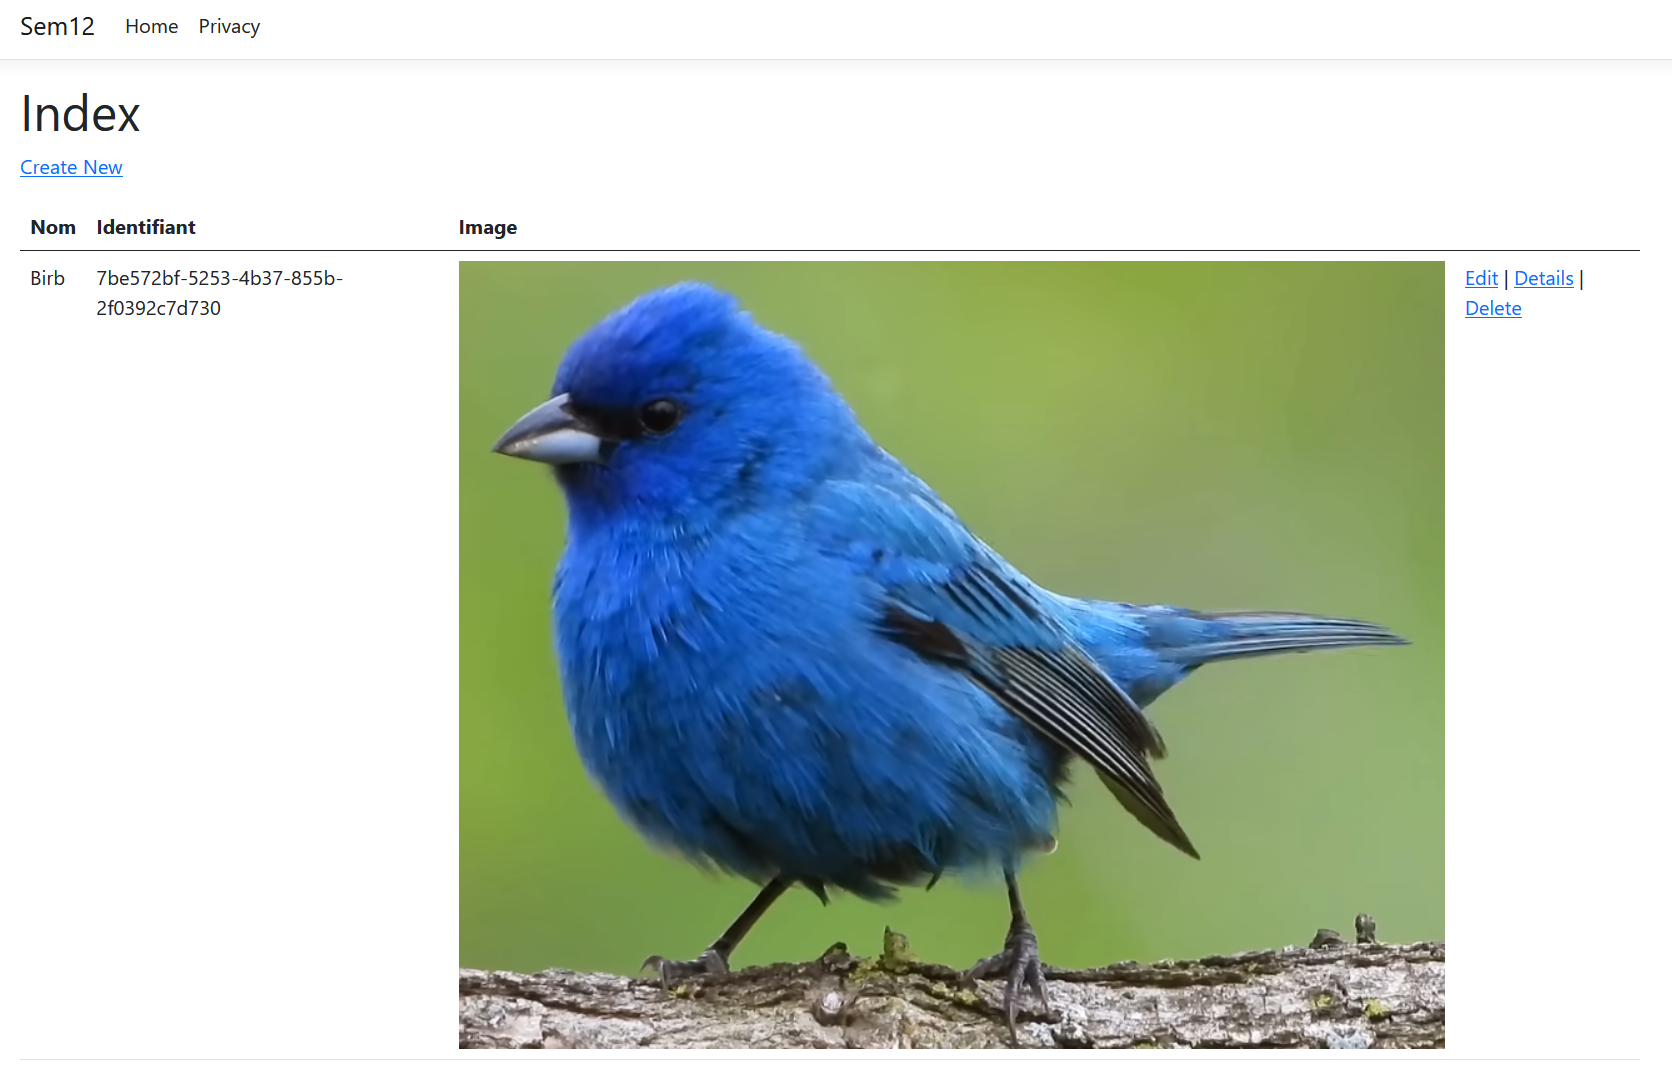 Sem12 Home Privacy
Index
Create New
Nom Identifiant Image
Birb 7be572bf-5253-4b37-855b- Edit | Details |
2f0392c7d730 Delete